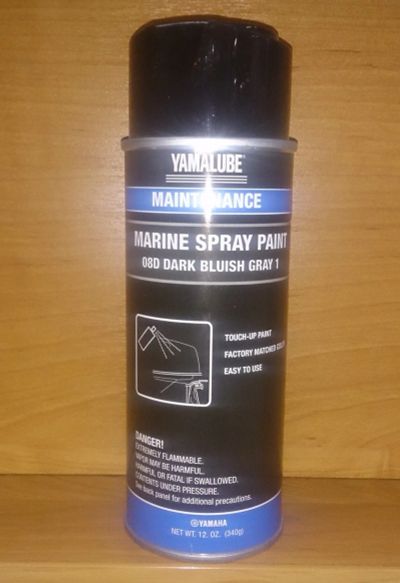 YAMALUBE
MAINTENANCE
MARINE SPRAY PAINT
08D DARK BLUISH GRAY 1
TOUCH-UP PAINT
FACTORY MATCHED COLOR
EASY TO USE
DANGER!
EXTREMELY FLAMMABLE.
VAPOR MAY BE HARMFUL.
HARMFUL OR FATAL IF SWALLOWED.
CONTENTS UNDER PRESSURE.
See back panel for additional precautions.
YAMAHA
NET WT. 12. OZ. (340g)